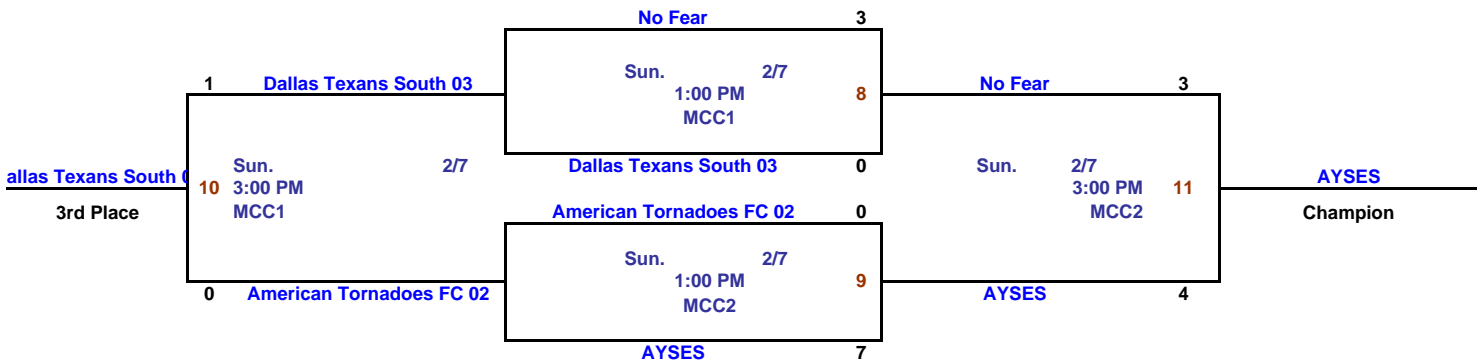 No Fear 3
1 Dallas Texans South 03
Sun. 2/7
1:00 PM 8
MCC1
No Fear 3
Dallas Texans South 03 0
allas Texans South 0
3rd Place
10
Sun. 2/7
3:00 PM
MCC1
Sun. 2/7
3:00 PM 11
MCC2
AYSES
Champion
American Tornadoes FC 02 0
Sun. 2/7
1:00 PM 9
MCC2
0 American Tornadoes FC 02
AYSES 4
AYSES 7